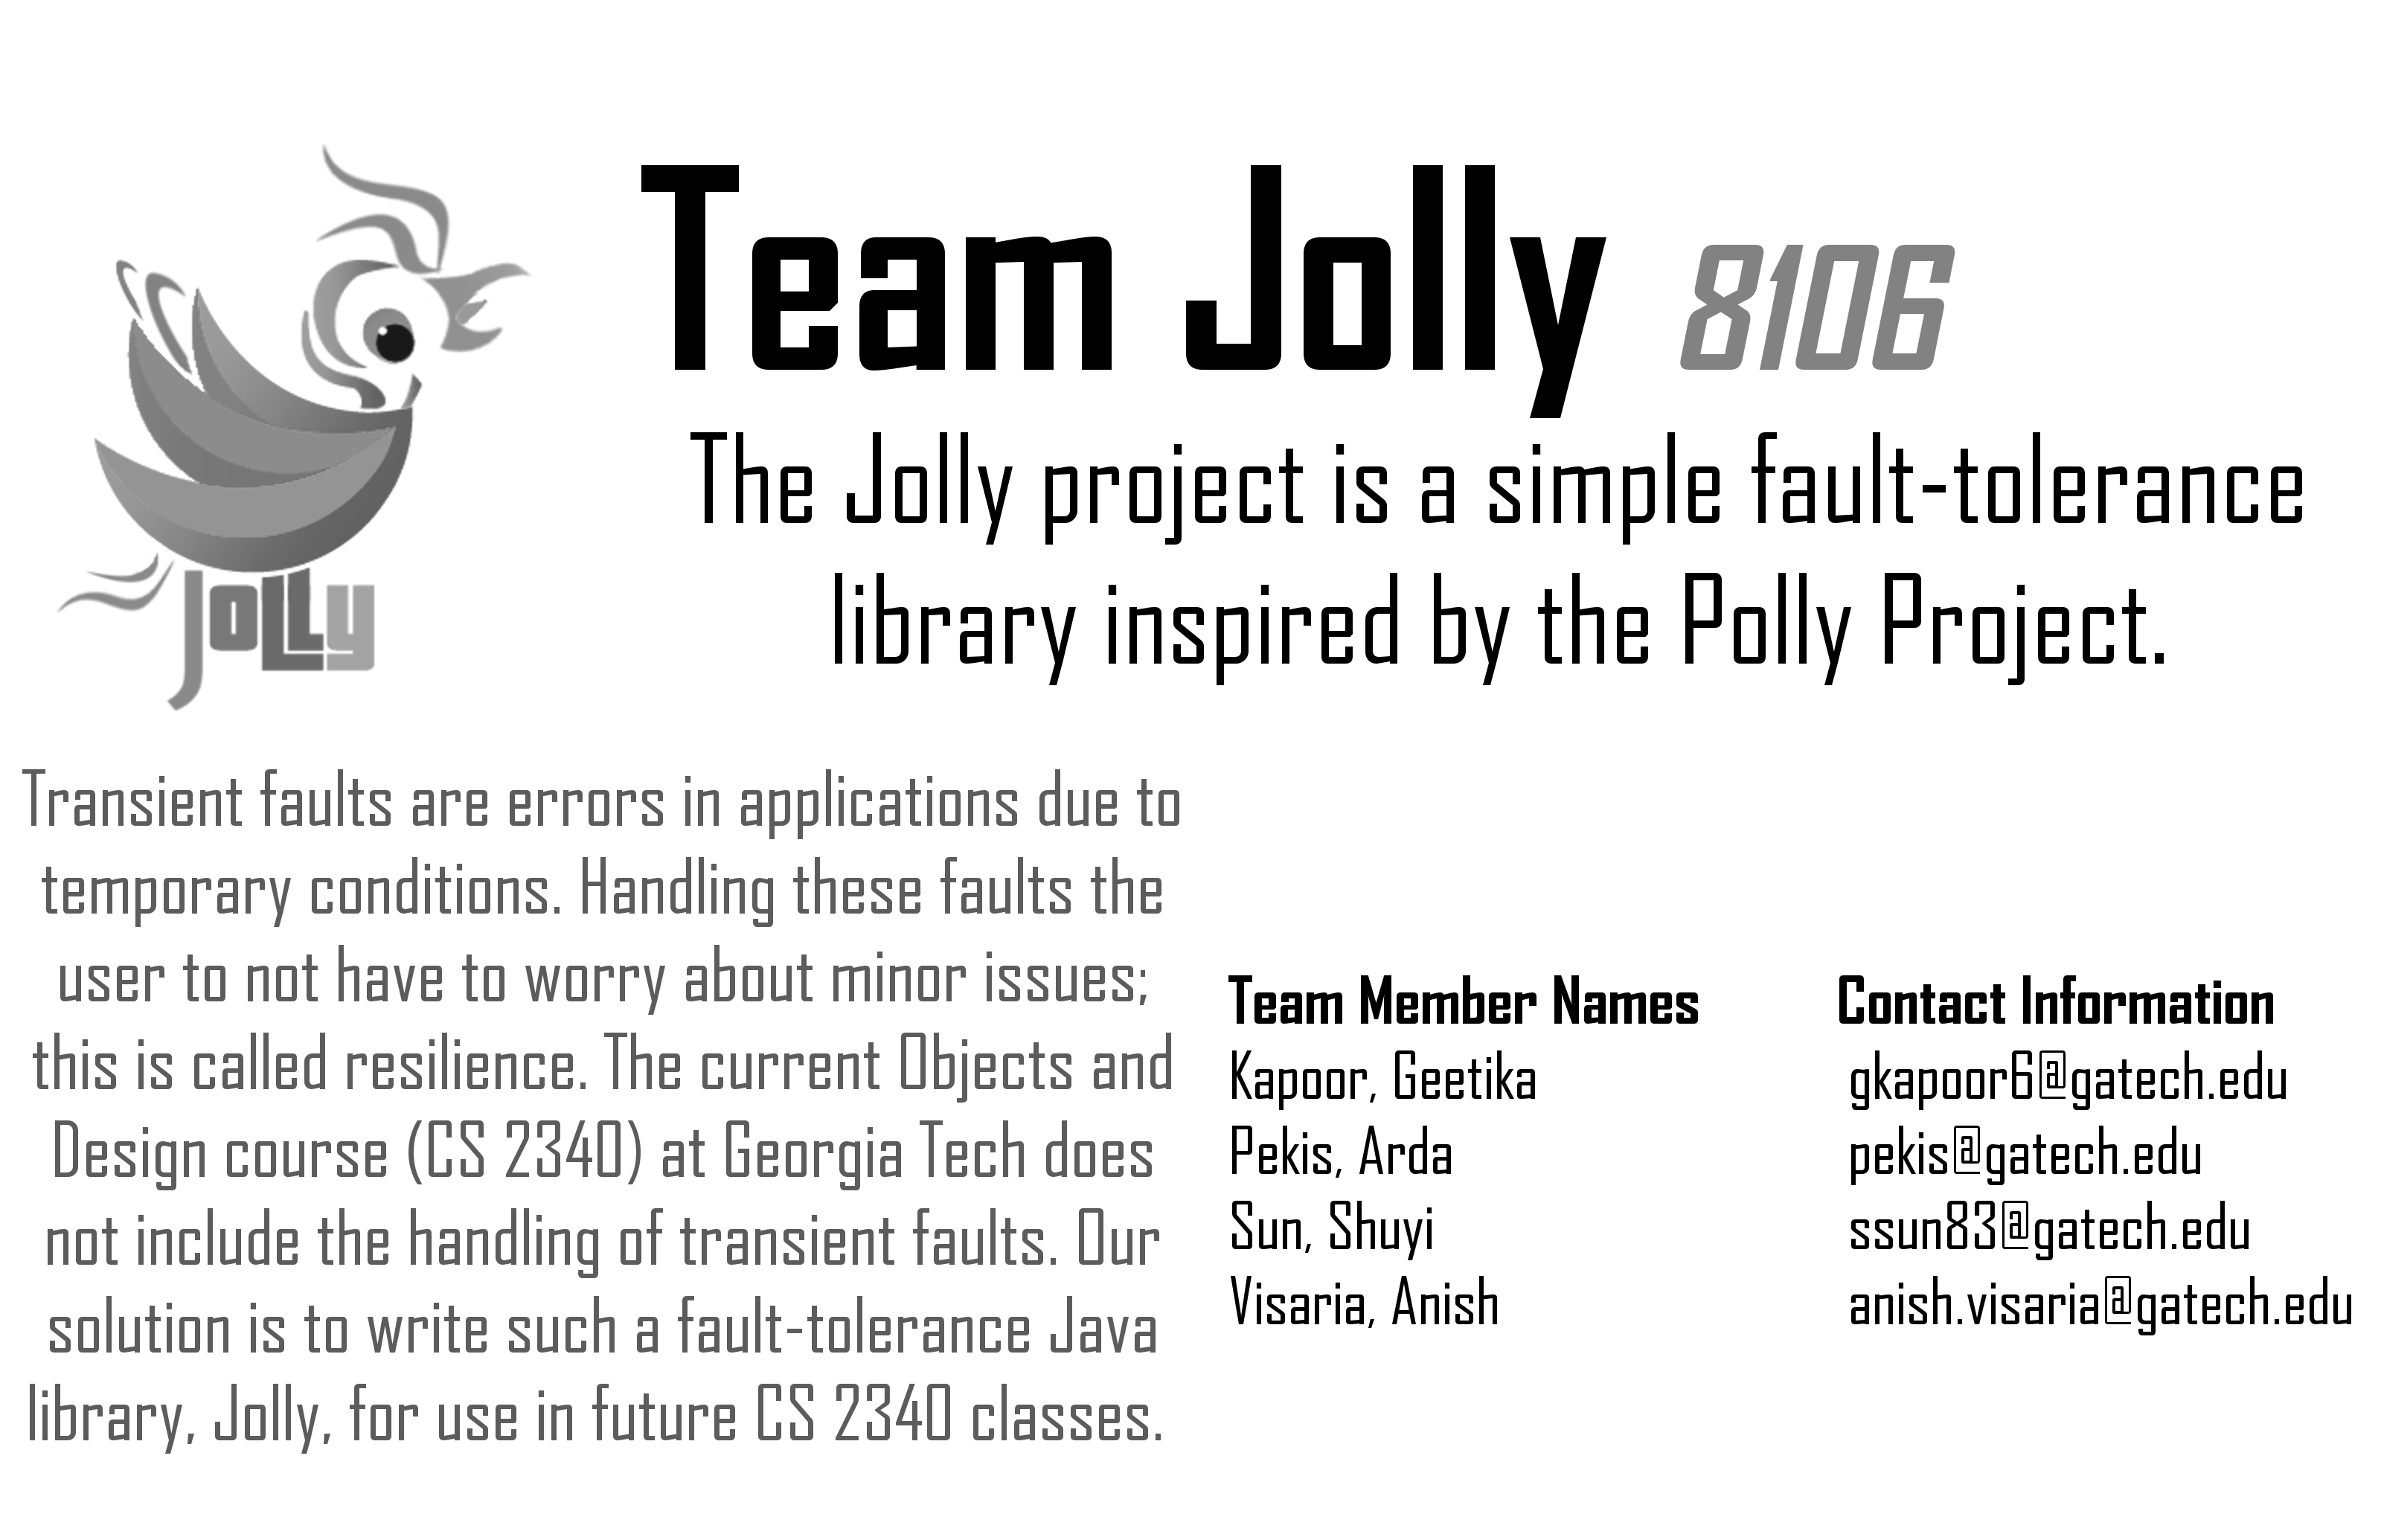 Team Jolly 8106
The Jolly project is a simple fault-tolerance
library inspired by the Polly Project.
Jolly
Transient faults are errors in applications due to
temporary conditions. Handling these faults the
user to not have to worry about minor issues;
this is called resilience. The current Objects and
Design course (CS 2340) at Georgia Tech does
not include the handling of transient faults. Our
solution is to write such a fault-tolerance Java
library, Jolly, for use in future CS 2340 classes.
Team Member Names Contact Information
Kapoor, Geetika gkapoor6@gatech.edu
Pekis, Arda pekis@gatech.edu
Sun, Shuyi ssun83@gatech.edu
Visaria, Anish anish.visaria@gatech.edu